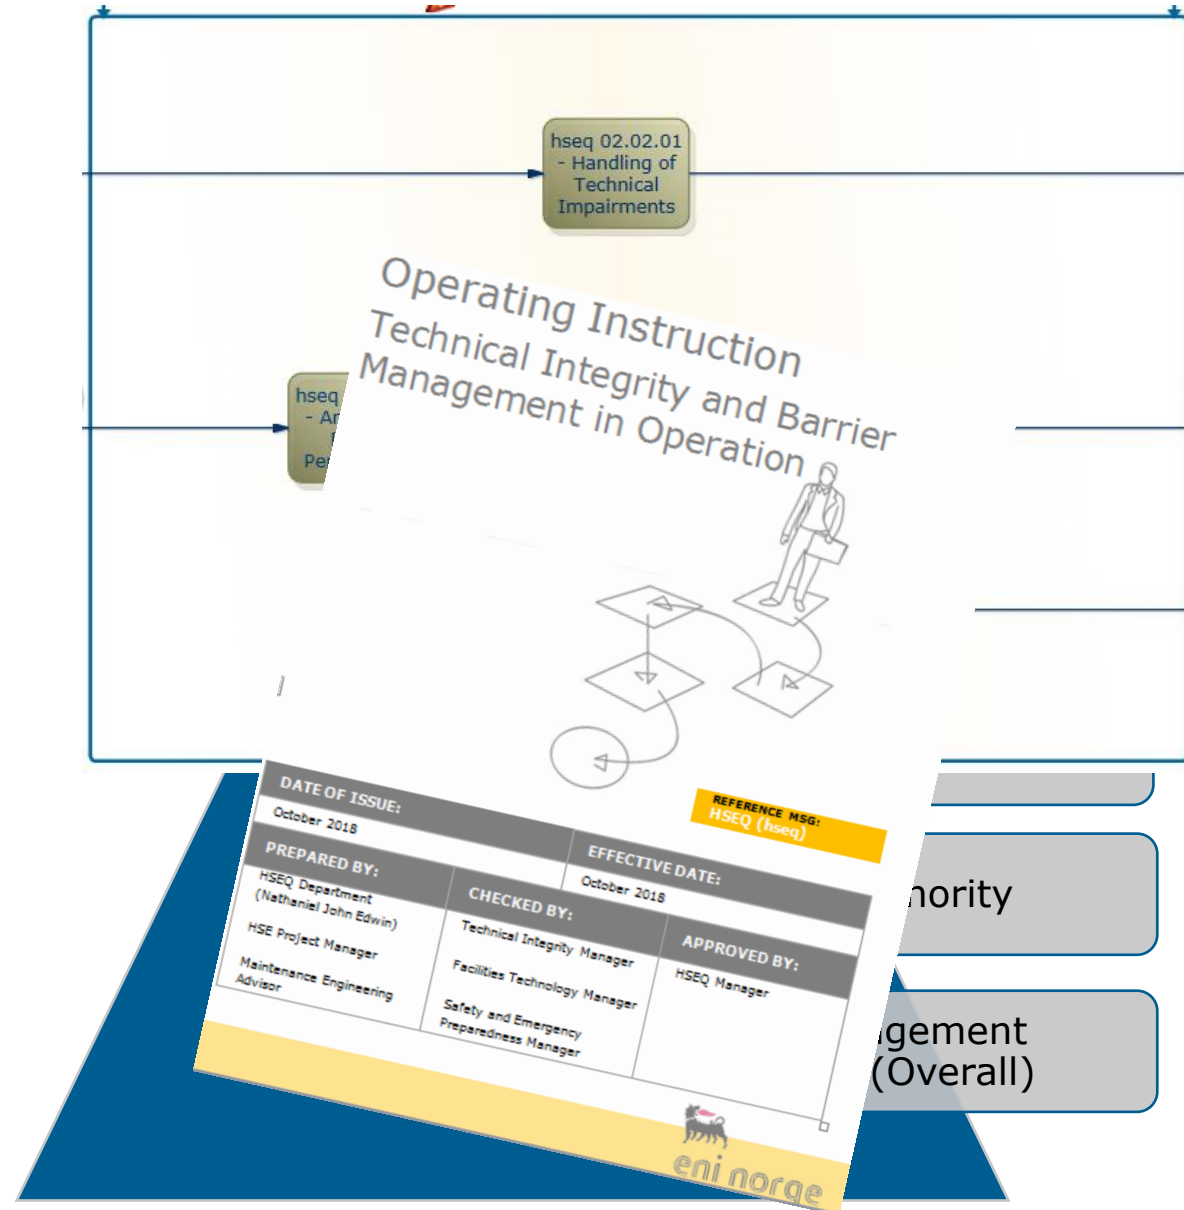 hseq 02.02.01
- Handling of
Technical
Impairments
hseq
Operating Instruction
Technical Integrity and Barrier
Management in Operation
DATE OF ISSUE:
October 2018
REFERENCE MSG:
HSEQ (hseq)
EFFECTIVE DATE:
October 2018
PREPARED BY:
HSEQ Department
(Nathaniel John Edwin)
HSE Project Manager
Maintenance Engineering
Advisor
CHECKED BY:
Technical Integrity Manager
Facilities Technology Manager
Safety and Emergency
Preparedness Manager
APPROVED BY:
HSEQ Manager
(Overall)
eni norge